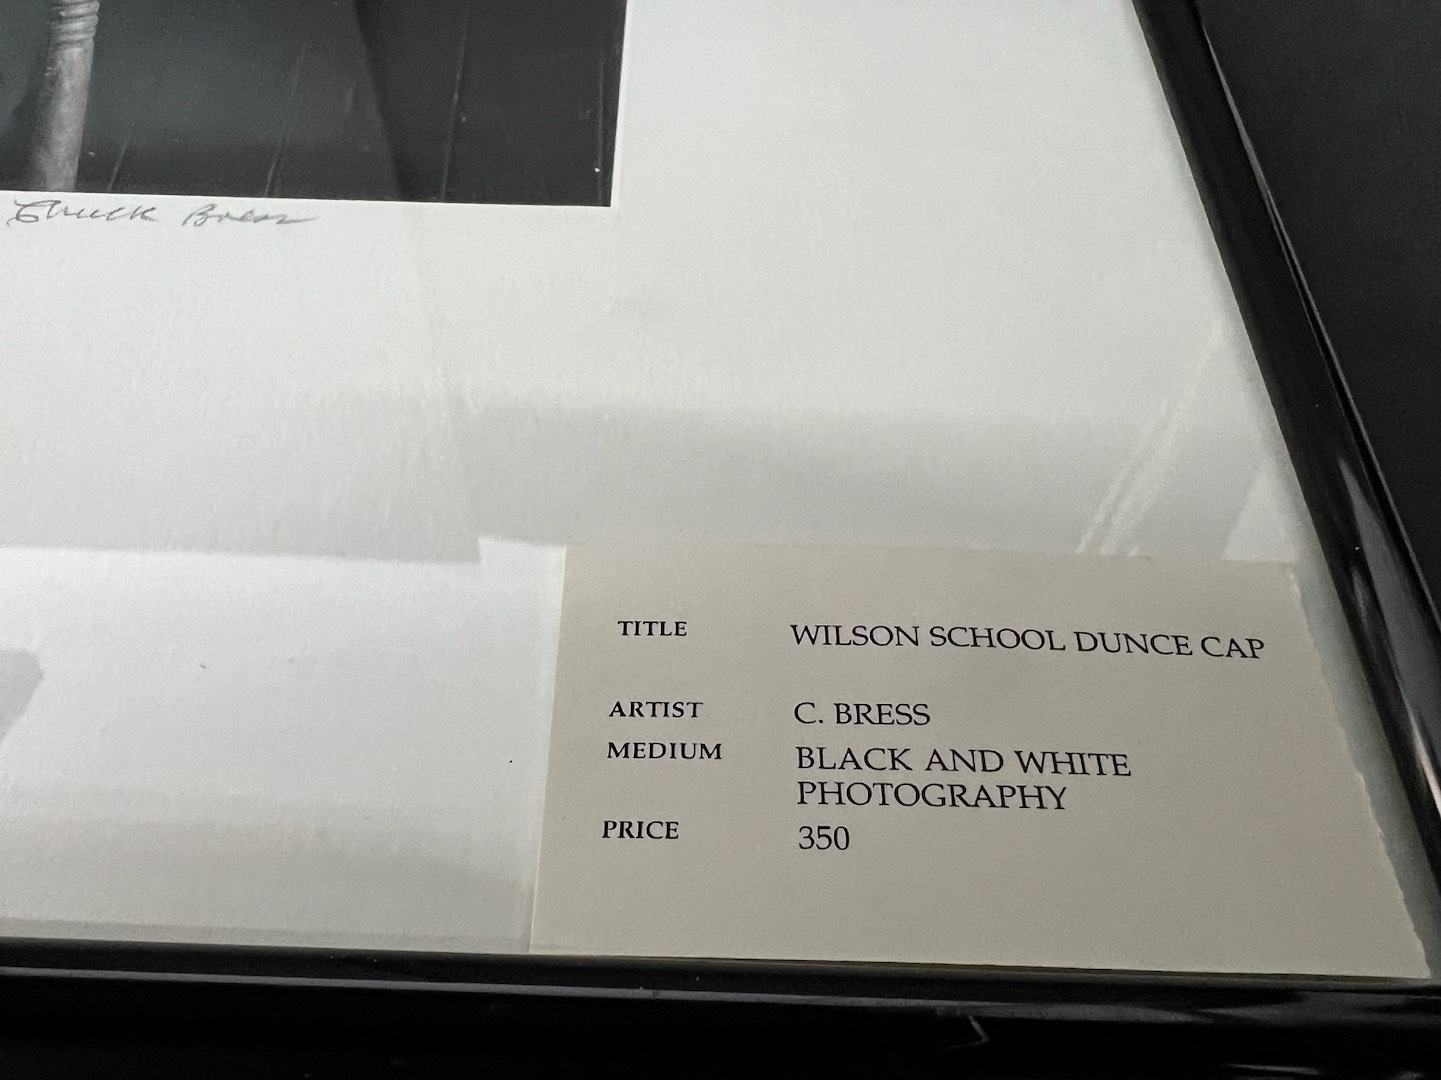 Chuck Bress
TITLE WILSON SCHOOL DUNCE CAP
ARTIST C. BRESS
MEDIUM BLACK AND WHITE
PHOTOGRAPHY
PRICE 350